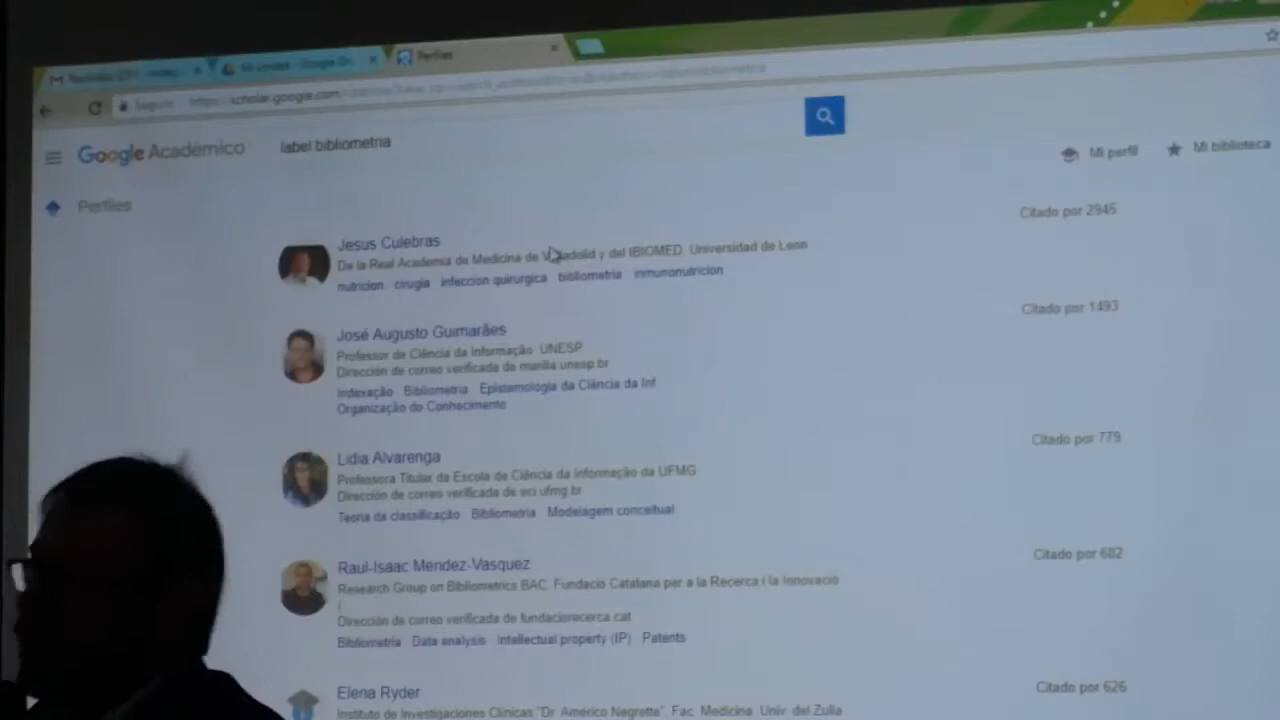 Perfiles
https://scholar.google.com
Google Académico
label bibliometria
Mi perfil
Mi biblioteca
Perfiles
Citado por 2945
Jesus Culebras
De la Real Academia de Medicina de Valladolid y del IBIOMED. Universidad de Leon
nutricion cirugia infeccion quirurgica bibliometria inmunonutricion
Citado por 1493
José Augusto Guimarães
Professor de Ciência da Informação. UNESP
Dirección de correo verificada de marilia.unesp.br
Indexação Bibliometria Epistemologia da Ciência da Inf
Organização do Conhecimento
Citado por 779
Lidia Alvarenga
Professora Titular da Escola de Ciência da Informação da UFMG
Dirección de correo verificada de eci.ufmg.br
Teoria da classificação Bibliometria Modelagem conceitual
Citado por 682
Raul-Isaac Mendez-Vasquez
Research Group on Bibliometrics BAC. Fundació Catalana per a la Recerca i la Innovació
(
Dirección de correo verificada de fundaciorecerca.cat
Bibliometria Data analysis Intellectual property (IP) Patents
Citado por 626
Elena Ryder
Instituto de Investigaciones Clínicas "Dr. Américo Negrette". Fac. Medicina. Univ. del Zulia